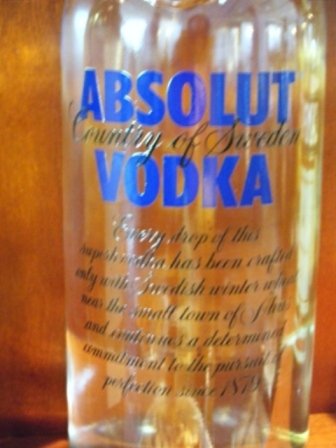 ABSOLUT
Country of Sweden
VODKA
Every drop of this
superb vodka has been crafted
only with Swedish winter wheat
near the small town of Åhus
and continues a determined
commitment to the pursuit of
perfection since 1879.